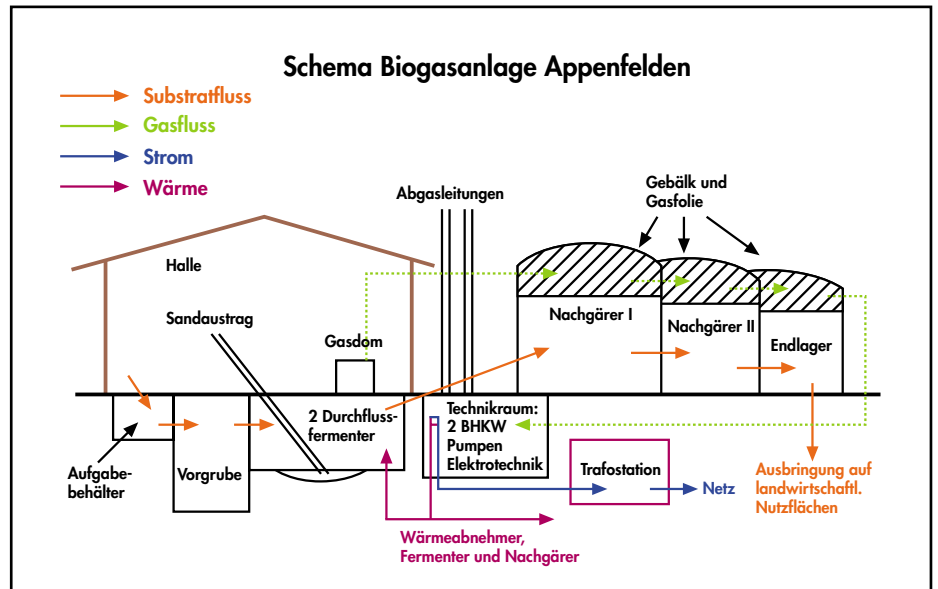 Schema Biogasanlage Appenfelden
Substratfluss
Gasfluss
Strom
Wärme
Abgasleitungen
Gebälk und
Gasfolie
Halle
Sandaustrag
Gasdom
Nachgärer I
Nachgärer II
Endlager
2 Durchfluss-
fermenter
Technikraum:
2 BHKW
Pumpen
Elektrotechnik
Aufgabe-
behälter
Vorgrube
Trafostation
Netz
Ausbringung auf
landwirtschaftl.
Nutzflächen
Wärmeabnehmer,
Fermenter und Nachgärer